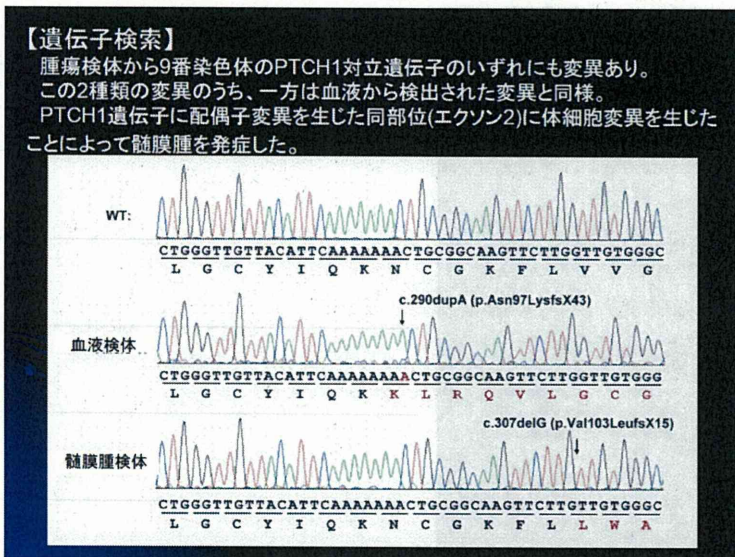 【遺伝子検索】
腫瘍検体から9番染色体のPTCH1対立遺伝子のいずれにも変異あり。
この2種類の変異のうち、一方は血液から検出された変異と同様。
PTCH1遺伝子に配偶子変異を生じた同部位(エクソン2)に体細胞変異を生じた
ことによって髄膜腫を発症した。
WT:
CTGGGTTGTTACATTCAAAAAAACTGCGGCAAGTTCTTGGTTGTGGGC
L G C Y I Q K N C G K F L V V G
c.290dupA (p.Asn97LysfsX43)
血液検体
CTGGGTTGTTACATTCAAAAAAAACTGCGGCAAGTTCTTGGTTGTGGG
L G C Y I Q K K L R Q V L G C G
c.307delG (p.Val103LeufsX15)
髄膜腫検体
CTGGGTTGTTACATTCAAAAAAACTGCGGCAAGTTCTTGTTGTGGGC
L G C Y I Q K N C G K F L L W A